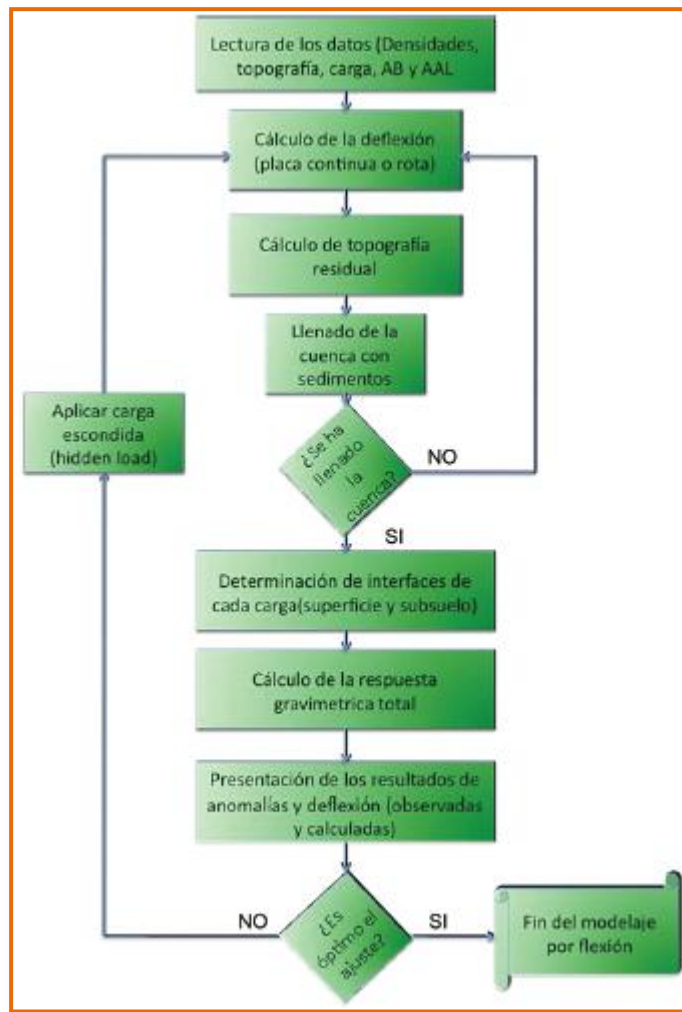 Lectura de los datos (Densidades,
topografía, carga, AB y AAL
Cálculo de la deflexión
(placa continua o rota)
Cálculo de topografía
residual
Llenado de la
cuenca con
sedimentos
Aplicar carga
escondida
(hidden load)
¿Se ha
llenado
la
cuenca?
NO
SI
Determinación de interfaces de
cada carga(superficie y subsuelo)
Cálculo de la respuesta
gravimetrica total
Presentación de los resultados de
anomalías y deflexión (observadas
y calculadas)
NO
¿Es
óptimo el
ajuste?
SI
Fin del modelaje
por flexión